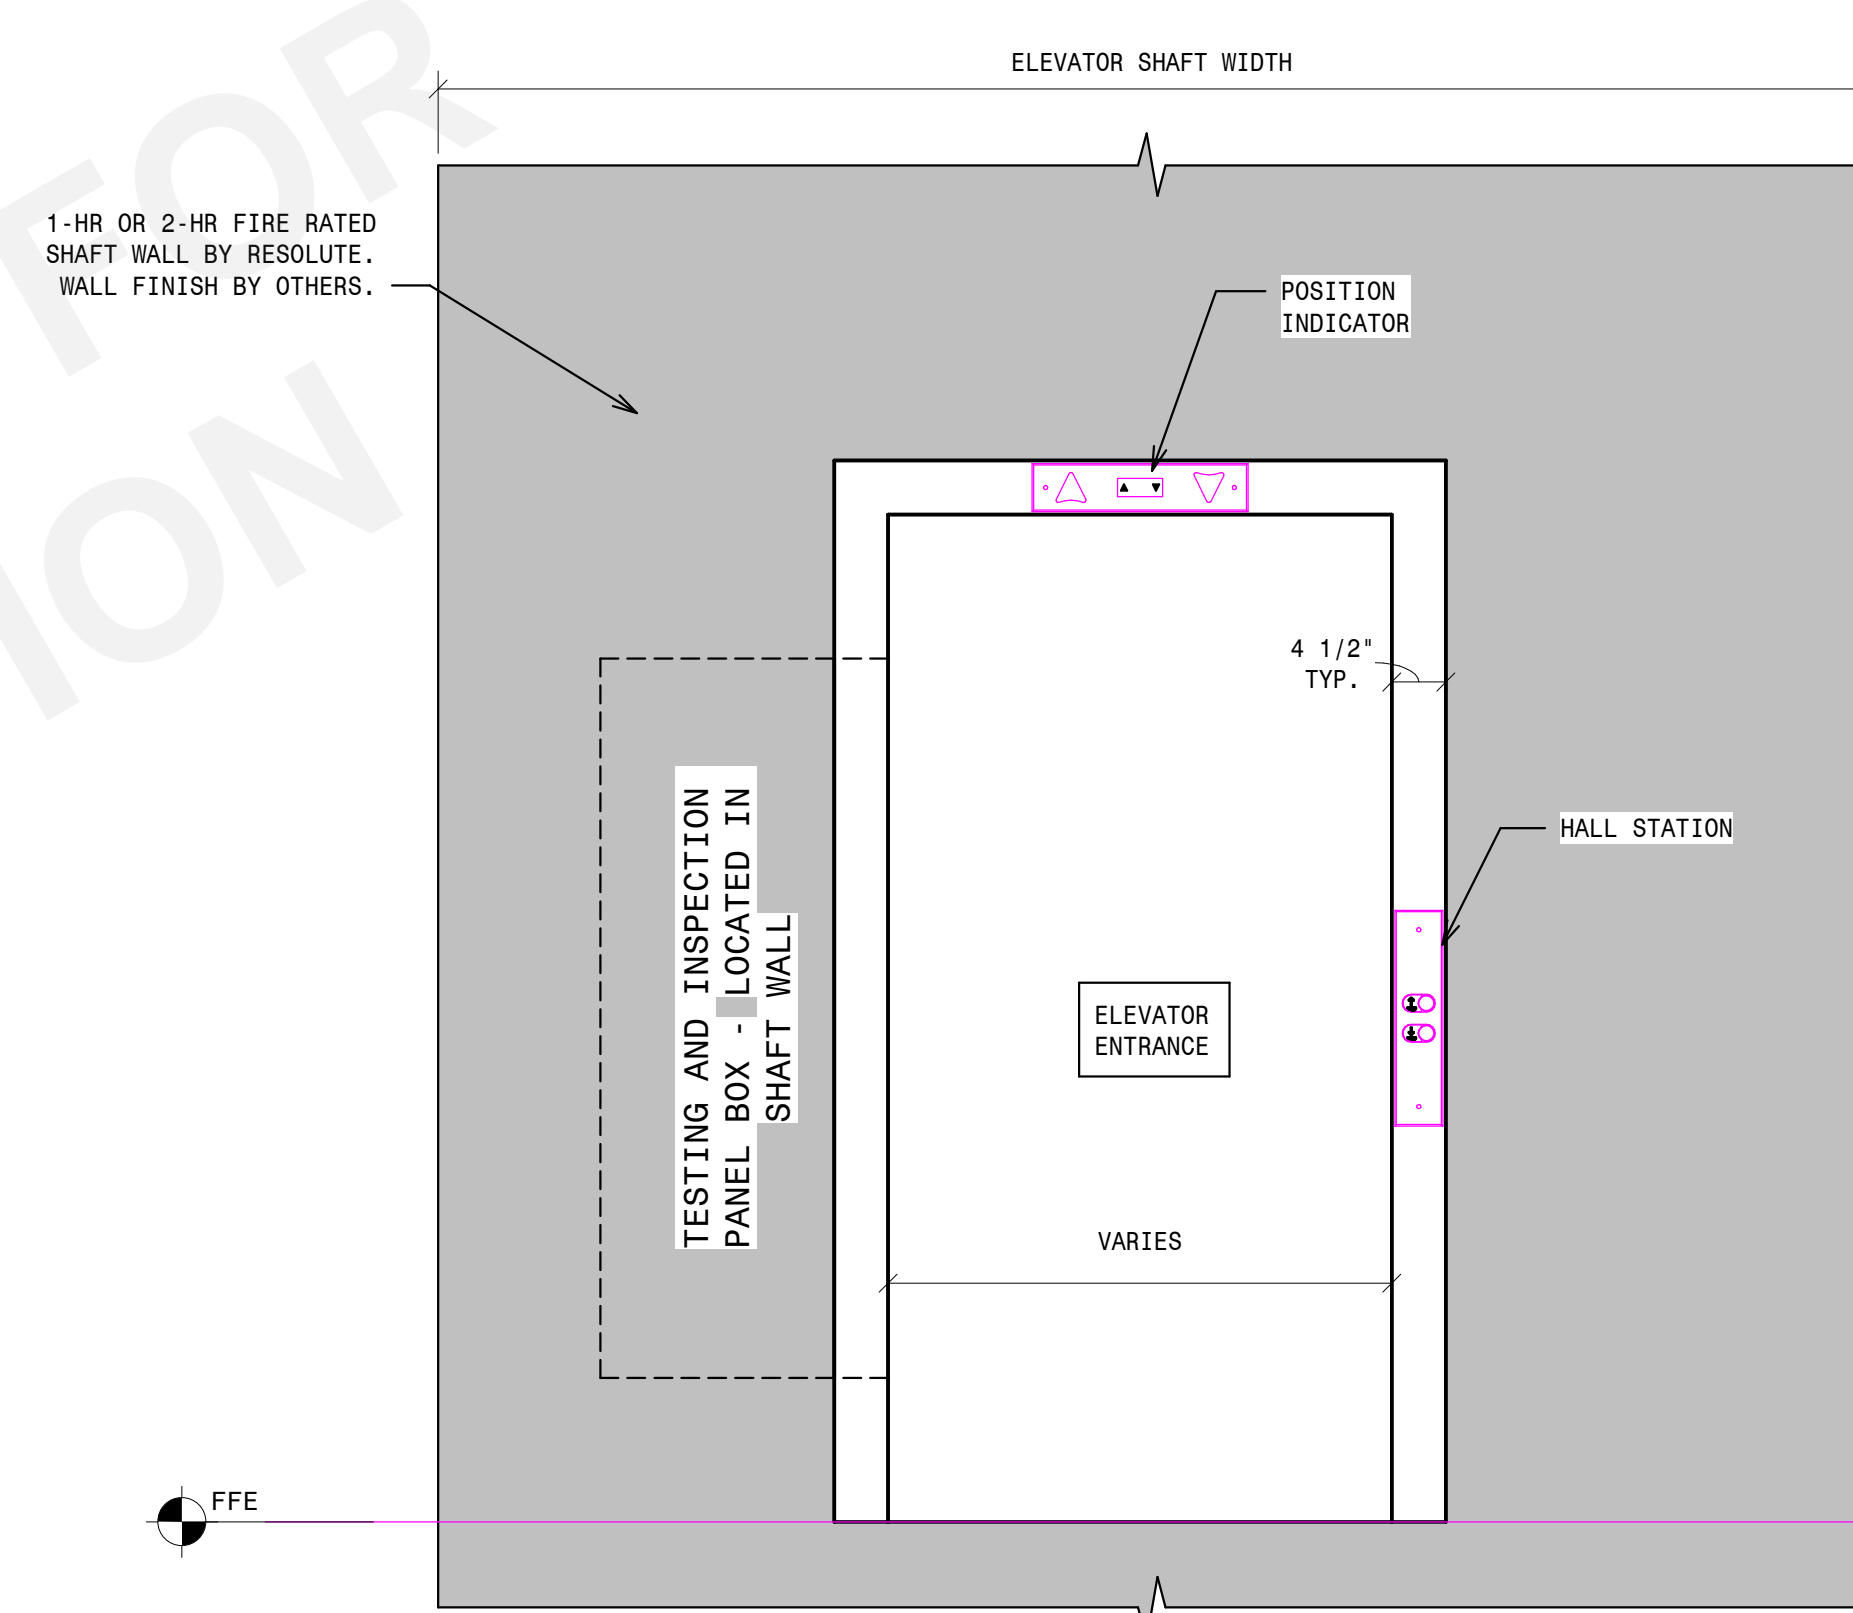 FOR
ION
ELEVATOR SHAFT WIDTH
1-HR OR 2-HR FIRE RATED
SHAFT WALL BY RESOLUTE.
WALL FINISH BY OTHERS.
POSITION
INDICATOR
4 1/2"
TYP.
HALL STATION
TESTING AND INSPECTION
PANEL BOX - LOCATED IN
SHAFT WALL
ELEVATOR
ENTRANCE
VARIES
FFE